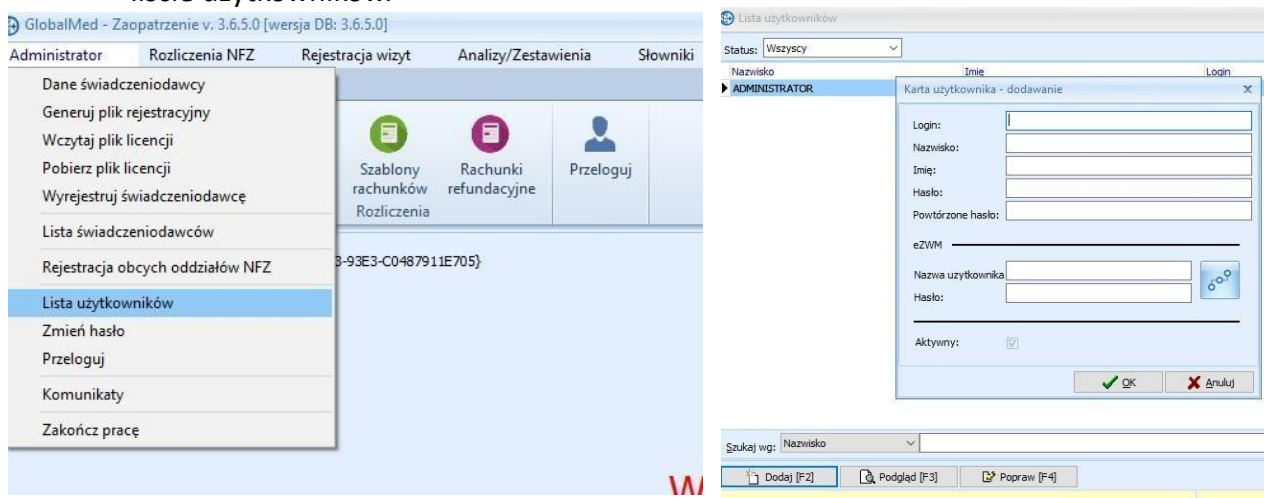 GlobalMed - Zaopatrzenie v. 3.6.5.0 [wersja DB: 3.6.5.0]
Administrator Rozliczenia NFZ Rejestracja wizyt Analizy/Zestawienia Słowniki
Dane świadczeniodawcy
Generuj plik rejestracyjny
Wczytaj plik licencji
Pobierz plik licencji
Wyrejestruj świadczeniodawcę
Lista świadczeniodawców
Rejestracja obcych oddziałów NFZ
Lista użytkowników
Zmień hasło
Przeloguj
Komunikaty
Zakończ pracę
Szablony rachunków
Rachunki refundacyjne
Przeloguj
Rozliczenia
3-93E3-C0487911E705}
Lista użytkowników
Status: Wszyscy
Nazwisko Imię Login
ADMINISTRATOR
Karta użytkownika - dodawanie x
Login:
Nazwisko:
Imię:
Hasło:
Powtórzone hasło:
eZWM
Nazwa uzytkownika
Hasło:
Aktywny:
OK Anuluj
Szukaj wg: Nazwisko
Dodaj [F2] Podgląd [F3] Popraw [F4]